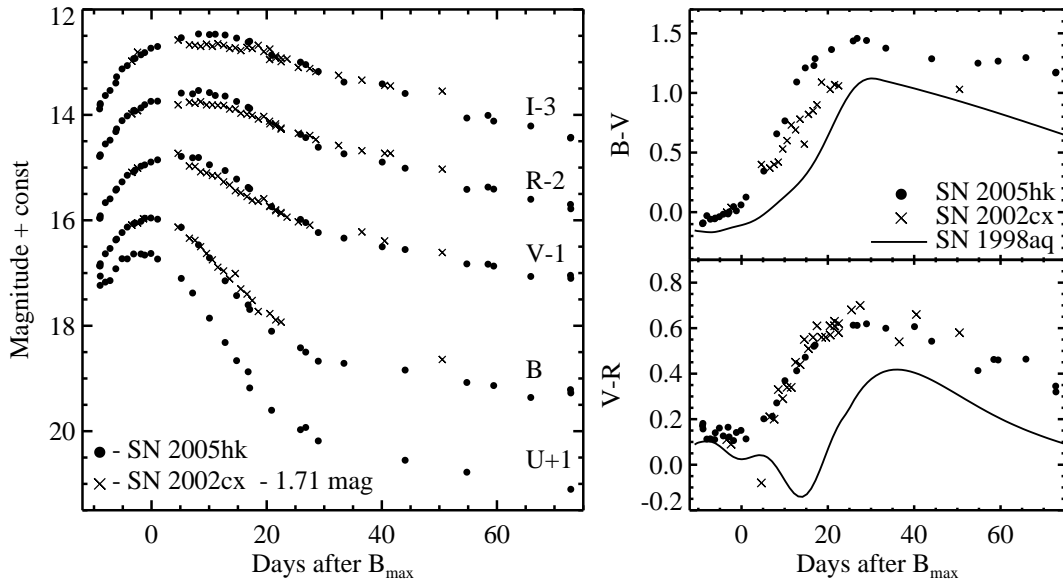 12
14
16
18
20
Magnitude + const
I-3
R-2
V-1
B
U+1
- SN 2005hk
- SN 2002cx - 1.71 mag
0 20 40 60
Days after Bmax
1.5
1.0
0.5
0.0
B-V
SN 2005hk
SN 2002cx
SN 1998aq
0.8
0.6
0.4
0.2
0.0
-0.2
V-R
0 20 40 60
Days after Bmax